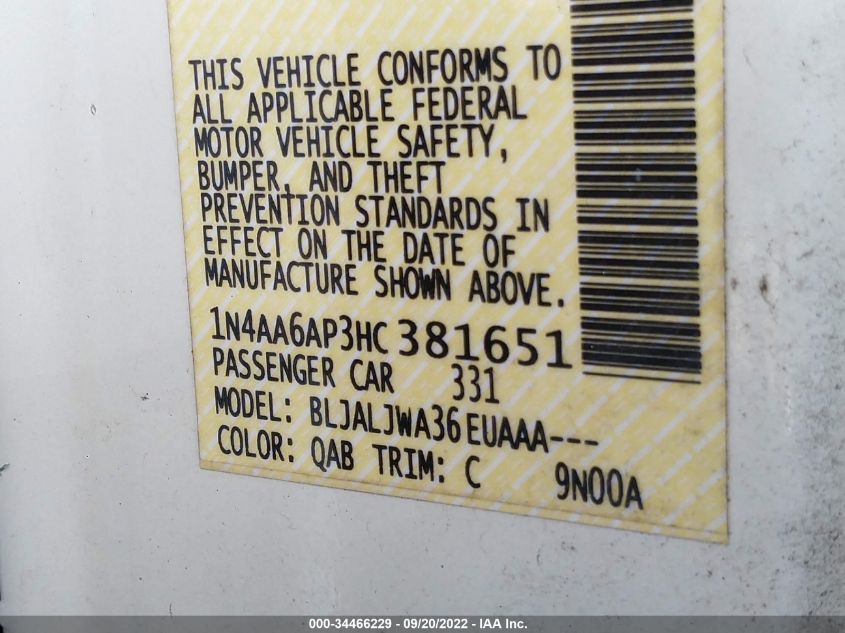 THIS VEHICLE CONFORMS TO
ALL APPLICABLE FEDERAL
MOTOR VEHICLE SAFETY,
BUMPER, AND THEFT
PREVENTION STANDARDS IN
EFFECT ON THE DATE OF
MANUFACTURE SHOWN ABOVE.
1N4AA6AP3HC381651
PASSENGER CAR 331
MODEL: BLJALJWA36EUAAA---
COLOR: QAB TRIM: C 9N00A
000-34466229 - 09/20/2022 - IAA Inc.